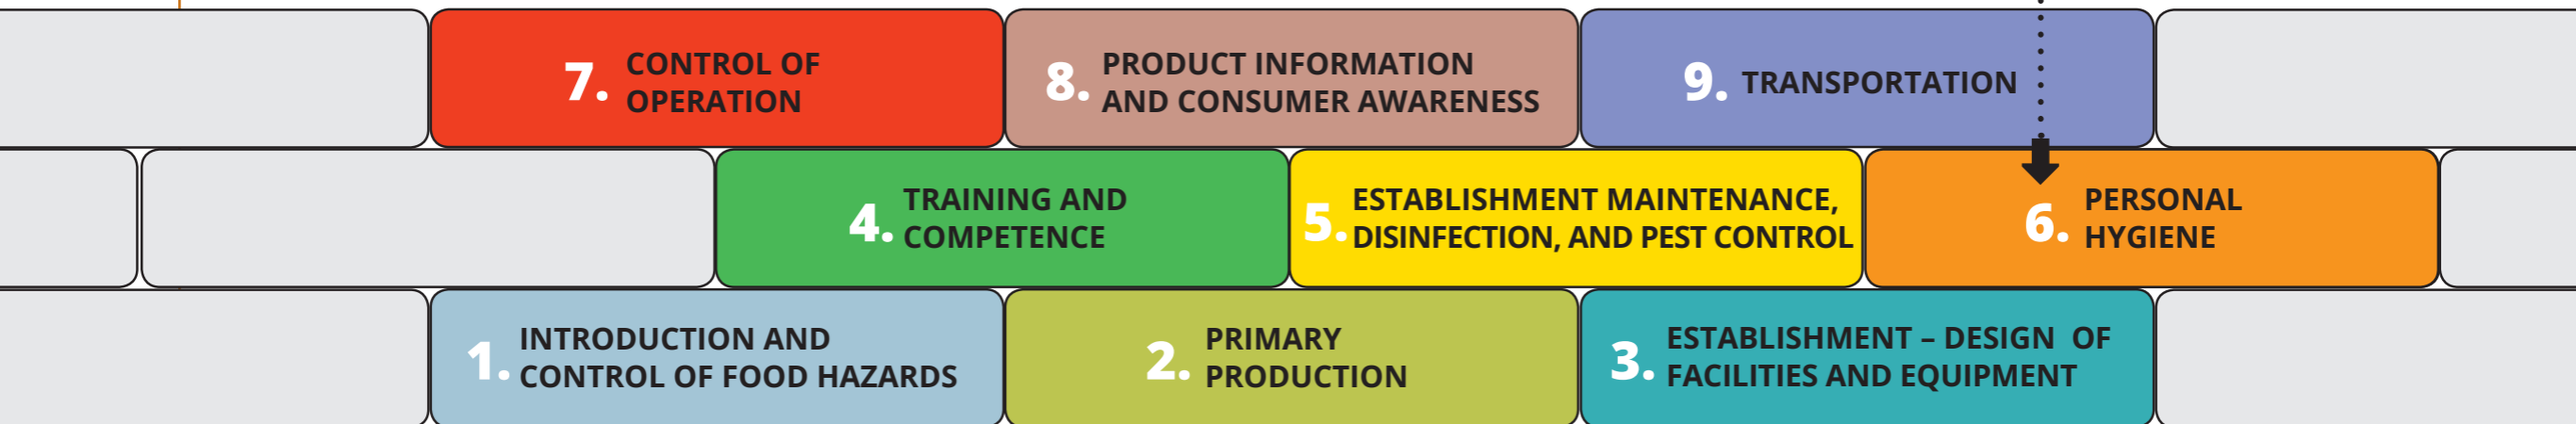 7. CONTROL OF
OPERATION
8. PRODUCT INFORMATION
AND CONSUMER AWARENESS
9. TRANSPORTATION
4. TRAINING AND
COMPETENCE
5. ESTABLISHMENT MAINTENANCE,
DISINFECTION, AND PEST CONTROL
6. PERSONAL
HYGIENE
1. INTRODUCTION AND
CONTROL OF FOOD HAZARDS
2. PRIMARY
PRODUCTION
3. ESTABLISHMENT – DESIGN OF
FACILITIES AND EQUIPMENT